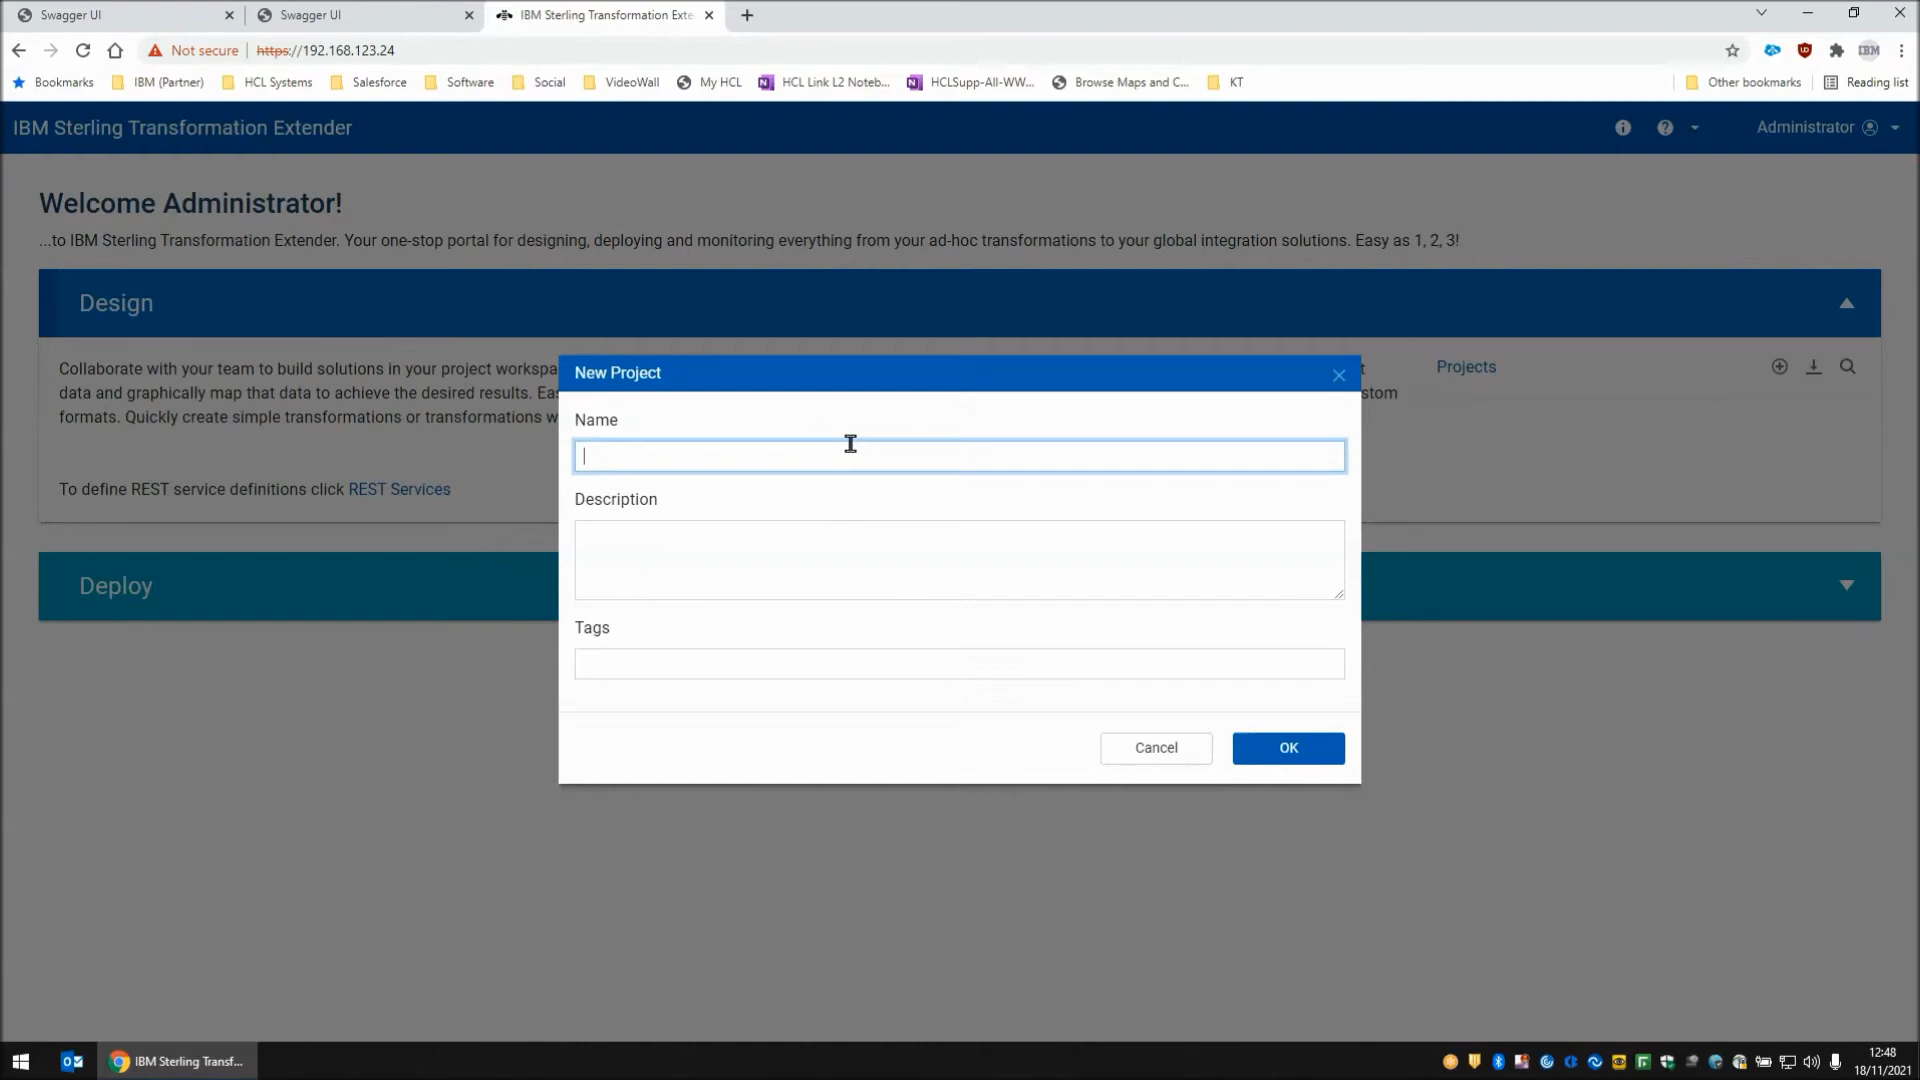 Swagger UI
Swagger UI
IBM Sterling Transformation Exte
Not secure
https://192.168.123.24
Bookmarks
IBM (Partner)
HCL Systems
Salesforce
Software
Social
VideoWall
My HCL
HCL Link L2 Noteb...
HCLSupp-All-WW...
Browse Maps and C...
KT
Other bookmarks
Reading list
IBM Sterling Transformation Extender
Administrator
Welcome Administrator!
...to IBM Sterling Transformation Extender. Your one-stop portal for designing, deploying and monitoring everything from your ad-hoc transformations to your global integration solutions. Easy as 1, 2, 3!
Design
Collaborate with your team to build solutions in your project workspa
data and graphically map that data to achieve the desired results. Eas
stom
formats. Quickly create simple transformations or transformations w
To define REST service definitions click REST Services
Projects
New Project
Name
Description
Tags
Cancel
OK
Deploy
IBM Sterling Transf...
12:48
18/11/2021